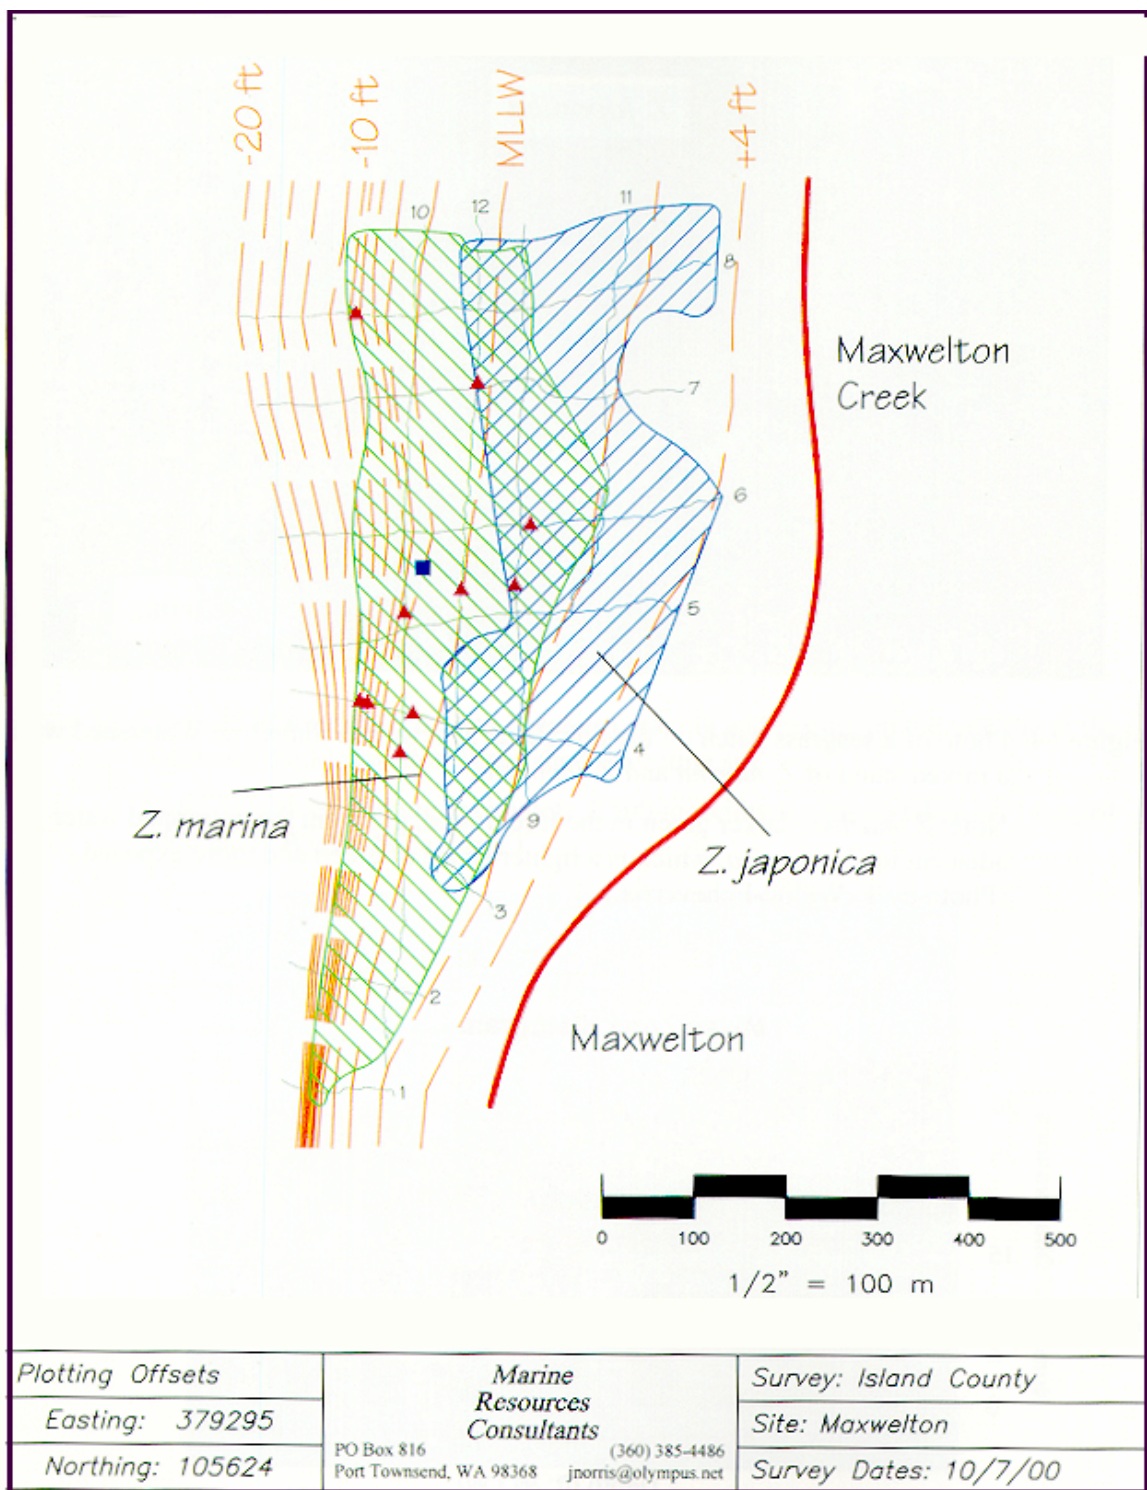 -20 ft
-10 ft
MLLW
+4 ft
10
12
11
8
Maxwelton
Creek
7
6
5
4
Z. marina
9
Z. japonica
3
2
Maxwelton
1
0 100 200 300 400 500
1/2" = 100 m
Plotting Offsets
Easting: 379295
Northing: 105624
Marine
Resources
Consultants
PO Box 816 (360) 385-4486
Port Townsend, WA 98368 jnorris@olympus.net
Survey: Island County
Site: Maxwelton
Survey Dates: 10/7/00